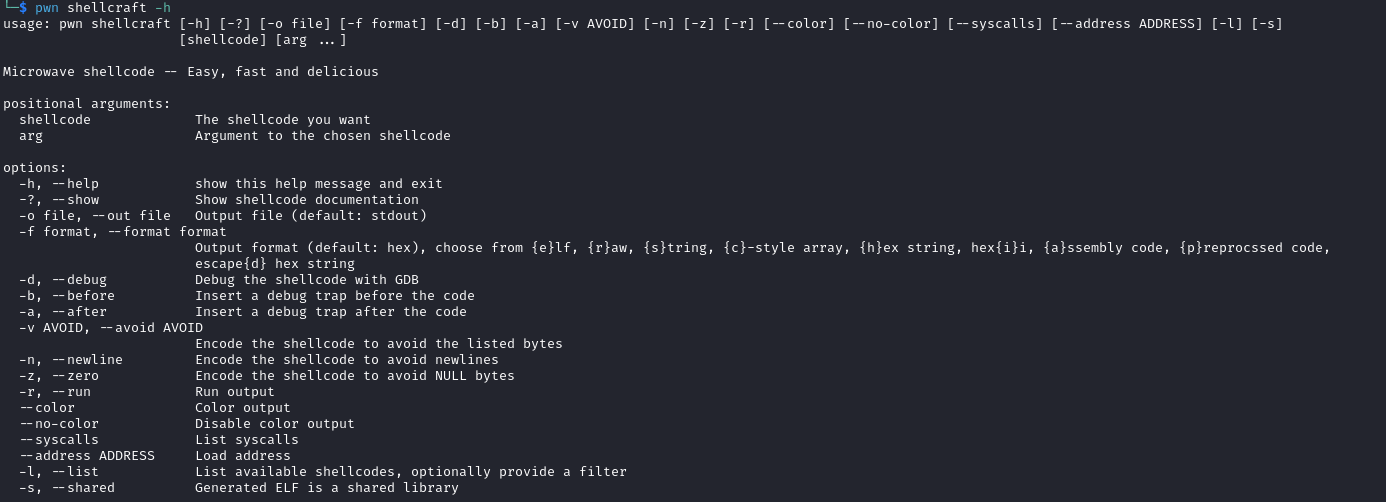 └─$ pwn shellcraft -h
usage: pwn shellcraft [-h] [-?] [-o file] [-f format] [-d] [-b] [-a] [-v AVOID] [-n] [-z] [-r] [--color] [--no-color] [--syscalls] [--address ADDRESS] [-l] [-s]
                      [shellcode] [arg ...]

Microwave shellcode -- Easy, fast and delicious

positional arguments:
  shellcode             The shellcode you want
  arg                   Argument to the chosen shellcode

options:
  -h, --help            show this help message and exit
  -?, --show            Show shellcode documentation
  -o file, --out file   Output file (default: stdout)
  -f format, --format format
                        Output format (default: hex), choose from {e}lf, {r}aw, {s}tring, {c}-style array, {h}ex string, hex{i}i, {a}ssembly code, {p}reprocssed code,
                        escape{d} hex string
  -d, --debug           Debug the shellcode with GDB
  -b, --before          Insert a debug trap before the code
  -a, --after           Insert a debug trap after the code
  -v AVOID, --avoid AVOID
                        Encode the shellcode to avoid the listed bytes
  -n, --newline         Encode the shellcode to avoid newlines
  -z, --zero            Encode the shellcode to avoid NULL bytes
  -r, --run             Run output
  --color               Color output
  --no-color            Disable color output
  --syscalls            List syscalls
  --address ADDRESS     Load address
  -l, --list            List available shellcodes, optionally provide a filter
  -s, --shared          Generated ELF is a shared library